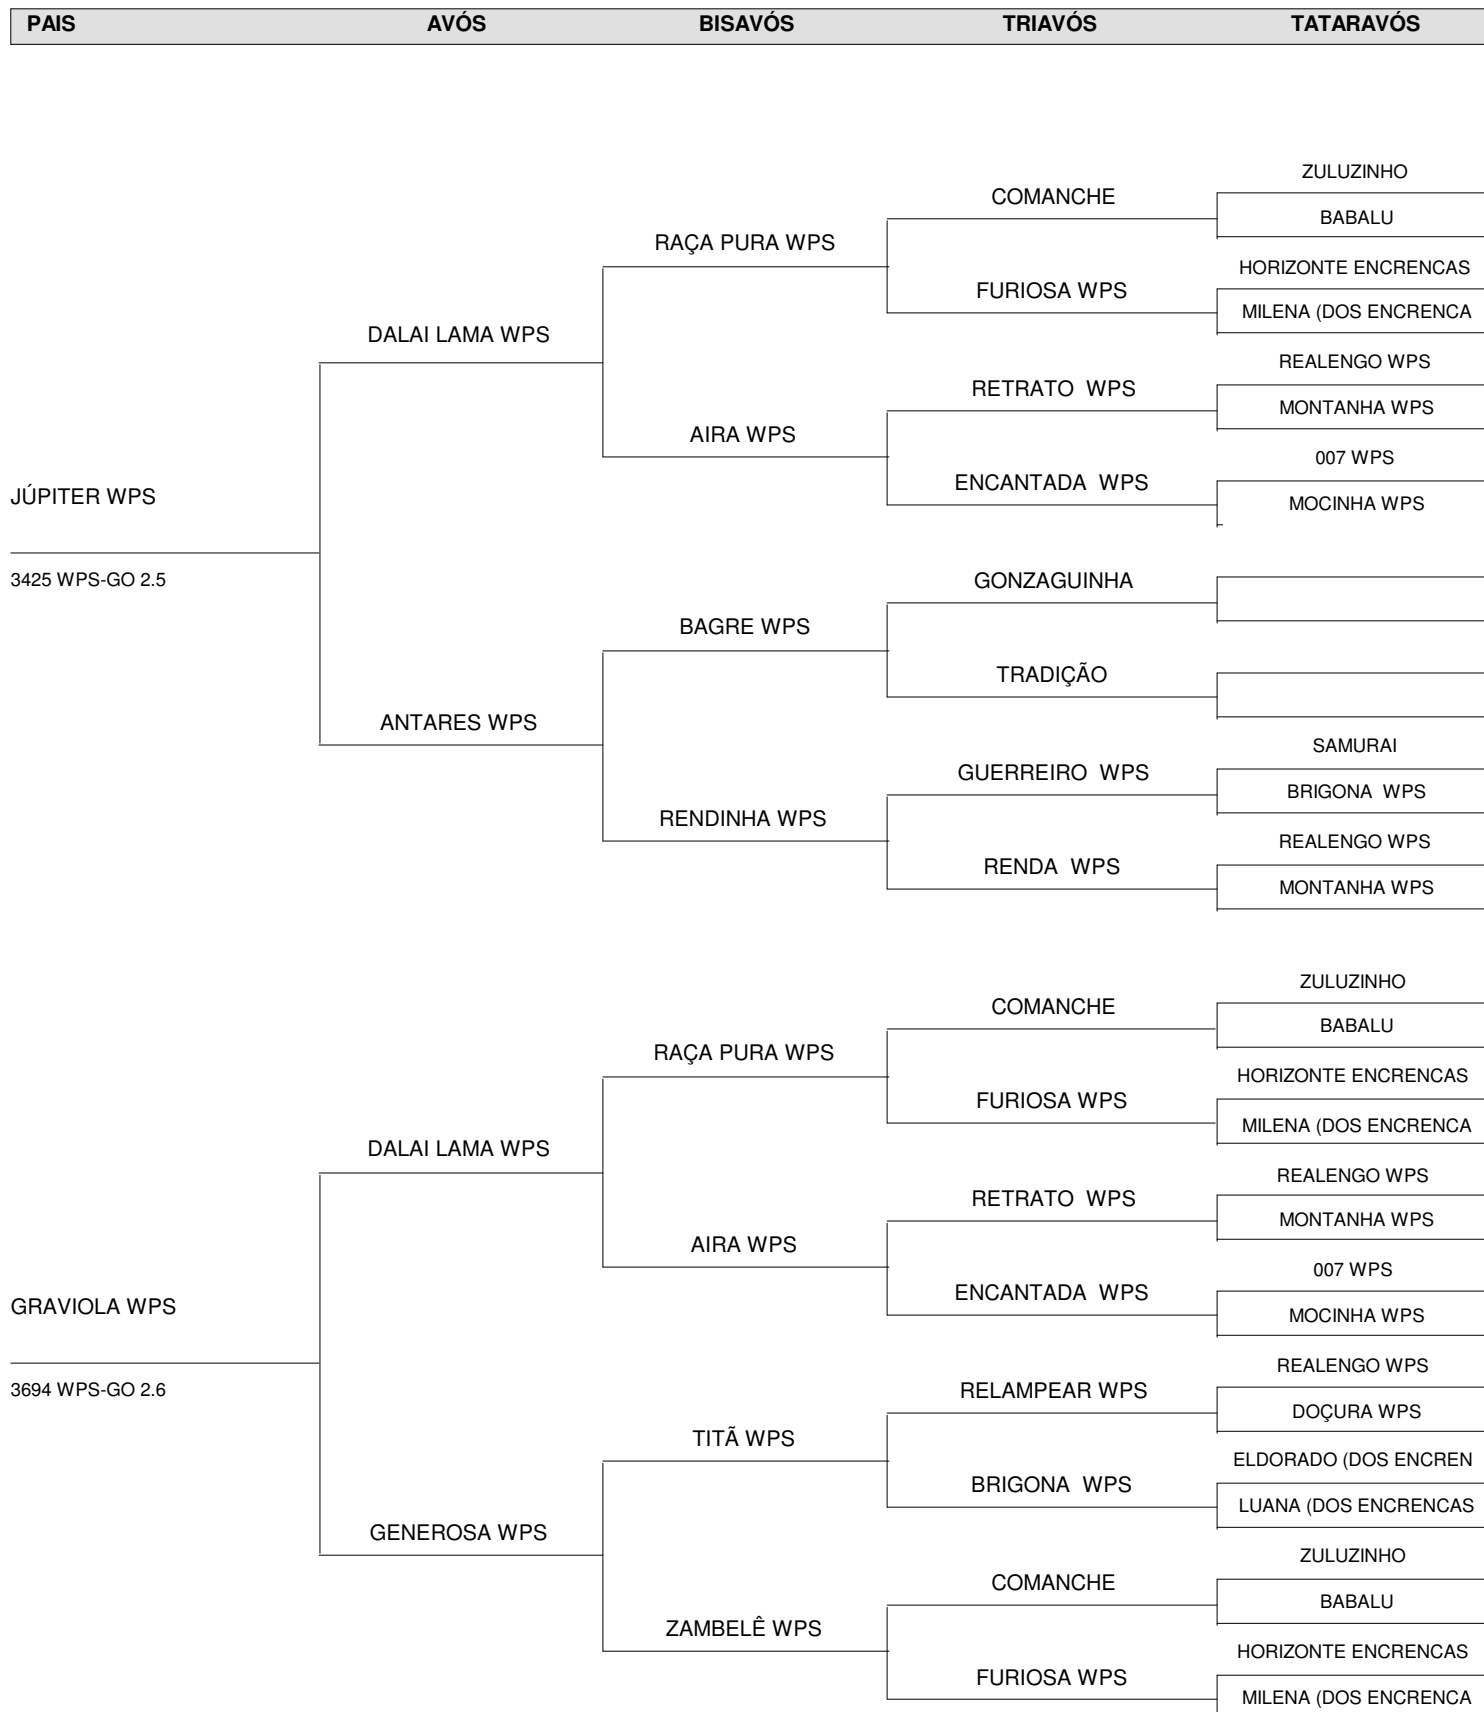 PAIS AVÓS BISAVÓS TRIAVÓS TATARAVÓS
ZULUZINHO
COMANCHE
BABALU
RAÇA PURA WPS
HORIZONTE ENCRENCAS
FURIOSA WPS
MILENA (DOS ENCRENCA
DALAI LAMA WPS
REALENGO WPS
RETRATO WPS
MONTANHA WPS
AIRA WPS
007 WPS
ENCANTADA WPS
JÚPITER WPS
MOCINHA WPS
3425 WPS-GO 2.5
GONZAGUINHA
BAGRE WPS
TRADIÇÃO
ANTARES WPS
SAMURAI
GUERREIRO WPS
BRIGONA WPS
RENDINHA WPS
REALENGO WPS
RENDA WPS
MONTANHA WPS
ZULUZINHO
COMANCHE
BABALU
RAÇA PURA WPS
HORIZONTE ENCRENCAS
FURIOSA WPS
MILENA (DOS ENCRENCA
DALAI LAMA WPS
REALENGO WPS
RETRATO WPS
MONTANHA WPS
AIRA WPS
007 WPS
ENCANTADA WPS
GRAVIOLA WPS
MOCINHA WPS
REALENGO WPS
3694 WPS-GO 2.6
RELAMPEAR WPS
DOÇURA WPS
TITÃ WPS
ELDORADO (DOS ENCREN
BRIGONA WPS
LUANA (DOS ENCRENCAS
GENEROSA WPS
ZULUZINHO
COMANCHE
BABALU
ZAMBELÊ WPS
HORIZONTE ENCRENCAS
FURIOSA WPS
MILENA (DOS ENCRENCA